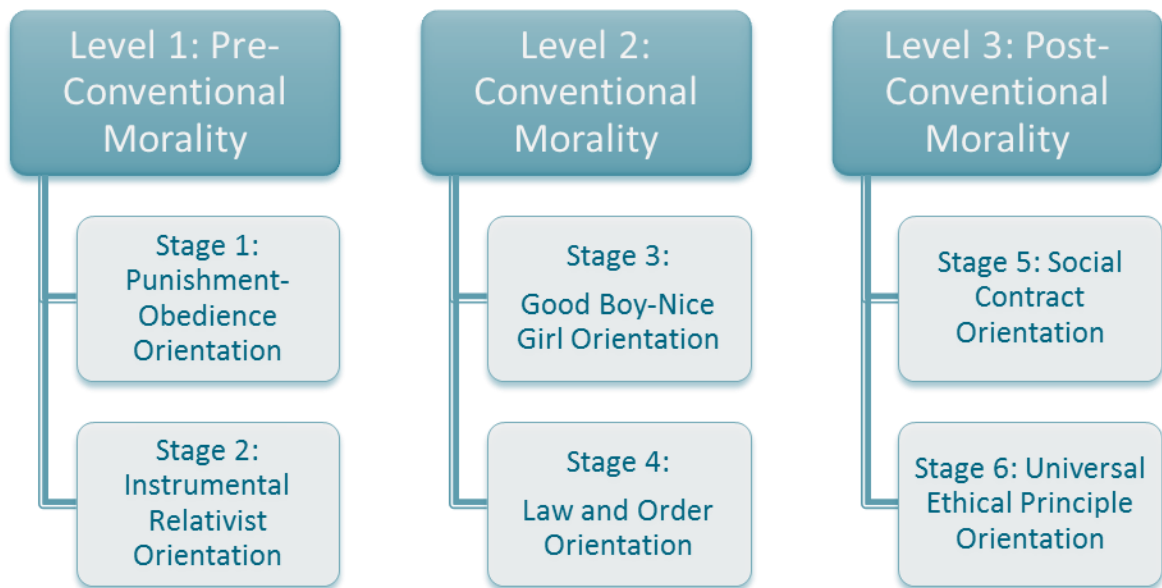 Level 1: Pre-
Conventional
Morality
Stage 1:
Punishment-
Obedience
Orientation
Stage 2:
Instrumental
Relativist
Orientation
Level 2:
Conventional
Morality
Stage 3:
Good Boy-Nice
Girl Orientation
Stage 4:
Law and Order
Orientation
Level 3: Post-
Conventional
Morality
Stage 5: Social
Contract
Orientation
Stage 6: Universal
Ethical Principle
Orientation